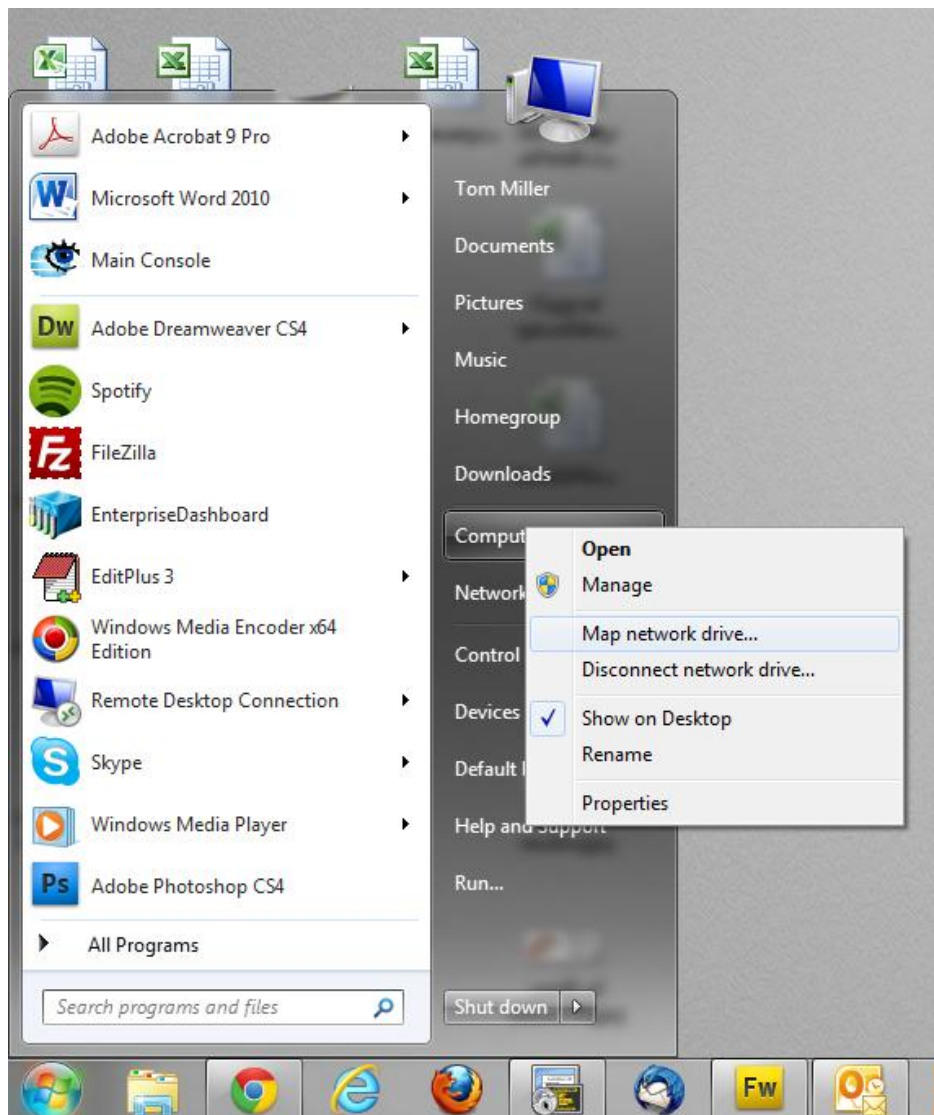 Adobe Acrobat 9 Pro
Microsoft Word 2010
Main Console
Dw Adobe Dreamweaver CS4
Spotify
Fz FileZilla
EnterpriseDashboard
EditPlus 3
Windows Media Encoder x64
Edition
Remote Desktop Connection
Skype
Windows Media Player
Ps Adobe Photoshop CS4
All Programs
Search programs and files
Tom Miller
Documents
Pictures
Music
Homegroup
Downloads
Comput
Network
Control
Devices
Default
Help and Support
Run...
Shut down
Open
Manage
Map network drive...
Disconnect network drive...
Show on Desktop
Rename
Properties
Fw